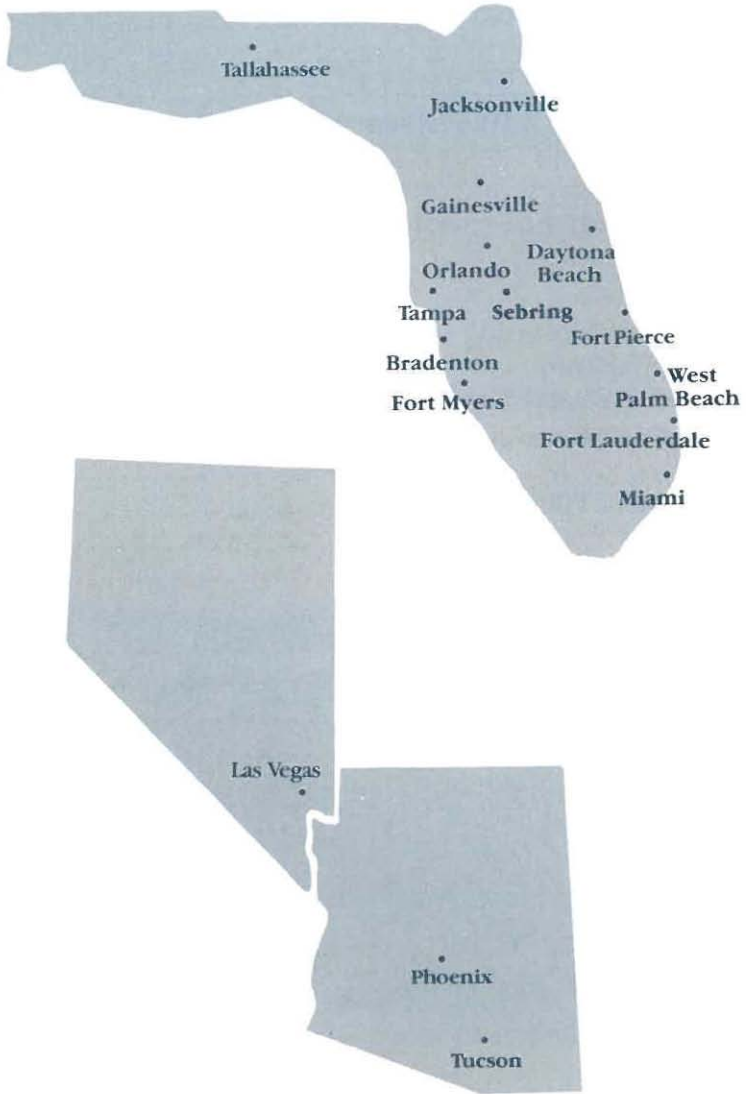 Tallahassee
Jacksonville
Gainesville
Orlando
Daytona
Beach
Tampa
Sebring
Fort Pierce
Bradenton
West
Palm Beach
Fort Myers
Fort Lauderdale
Miami
Las Vegas
Phoenix
Tucson